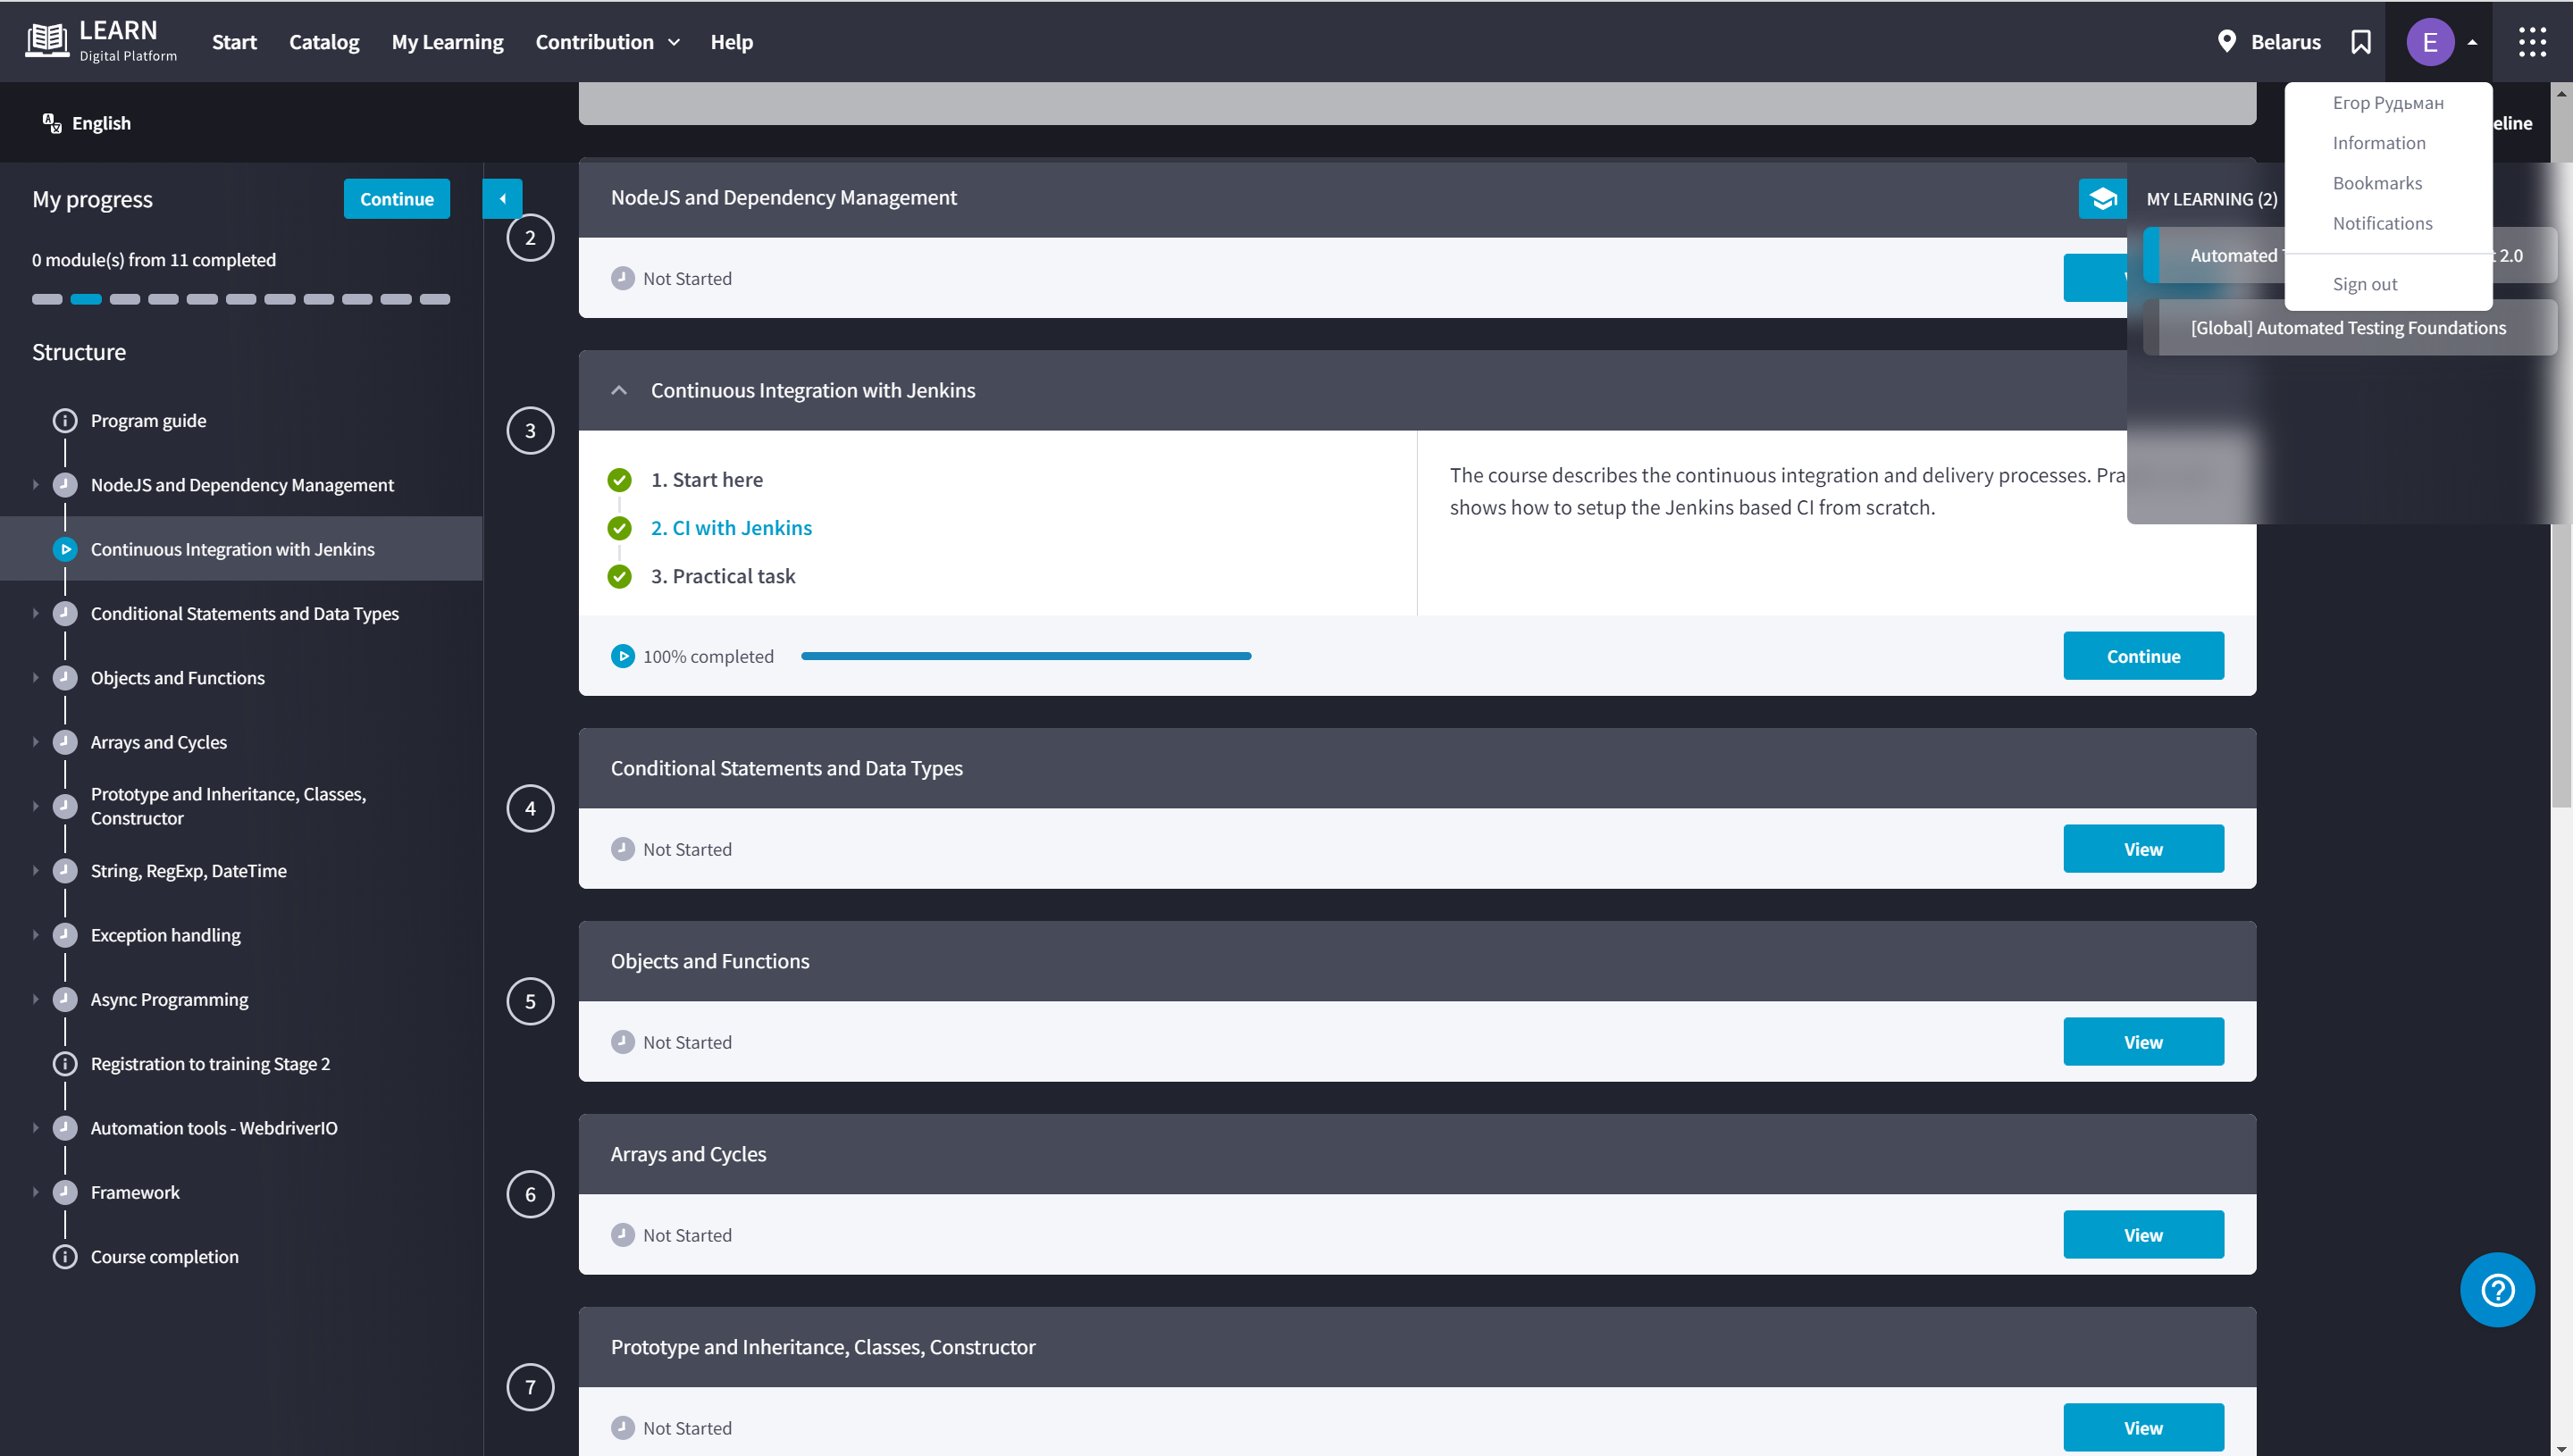 LEARN
Digital Platform
Start
Catalog
My Learning
Contribution
Help
Belarus
E
English
eline
Егор Рудьман
Information
Bookmarks
Notifications
Sign out
My progress
Continue
0 module(s) from 11 completed
Structure
Program guide
NodeJS and Dependency Management
Continuous Integration with Jenkins
Conditional Statements and Data Types
Objects and Functions
Arrays and Cycles
Prototype and Inheritance, Classes,
Constructor
String, RegExp, DateTime
Exception handling
Async Programming
Registration to training Stage 2
Automation tools - WebdriverIO
Framework
Course completion
2
NodeJS and Dependency Management
Not Started
MY LEARNING (2)
Automated
2.0
[Global] Automated Testing Foundations
3
Continuous Integration with Jenkins
1. Start here
2. CI with Jenkins
3. Practical task
The course describes the continuous integration and delivery processes. Pra
shows how to setup the Jenkins based CI from scratch.
100% completed
Continue
4
Conditional Statements and Data Types
Not Started
View
5
Objects and Functions
Not Started
View
6
Arrays and Cycles
Not Started
View
7
Prototype and Inheritance, Classes, Constructor
Not Started
View